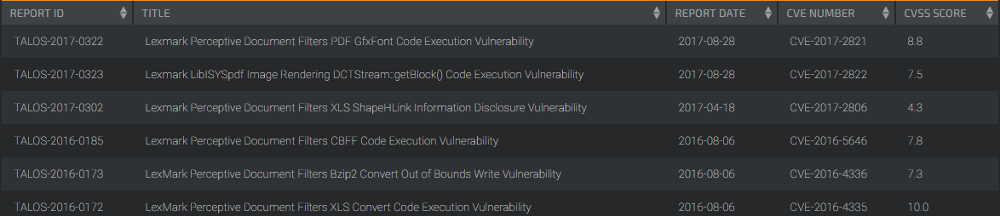 REPORT ID TITLE REPORT DATE CVE NUMBER CVSS SCORE
TALOS-2017-0322 Lexmark Perceptive Document Filters PDF GfxFont Code Execution Vulnerability 2017-08-28 CVE-2017-2821 8.8
TALOS-2017-0323 Lexmark LibISYSpdf Image Rendering DCTStream::getBlock() Code Execution Vulnerability 2017-08-28 CVE-2017-2822 7.5
TALOS-2017-0302 Lexmark Perceptive Document Filters XLS ShapeHLink Information Disclosure Vulnerability 2017-04-18 CVE-2017-2806 4.3
TALOS-2016-0185 Lexmark Perceptive Document Filters CBFF Code Execution Vulnerability 2016-08-06 CVE-2016-5646 7.8
TALOS-2016-0173 LexMark Perceptive Document Filters Bzip2 Convert Out of Bounds Write Vulnerability 2016-08-06 CVE-2016-4336 7.3
TALOS-2016-0172 LexMark Perceptive Document Filters XLS Convert Code Execution Vulnerability 2016-08-06 CVE-2016-4335 10.0